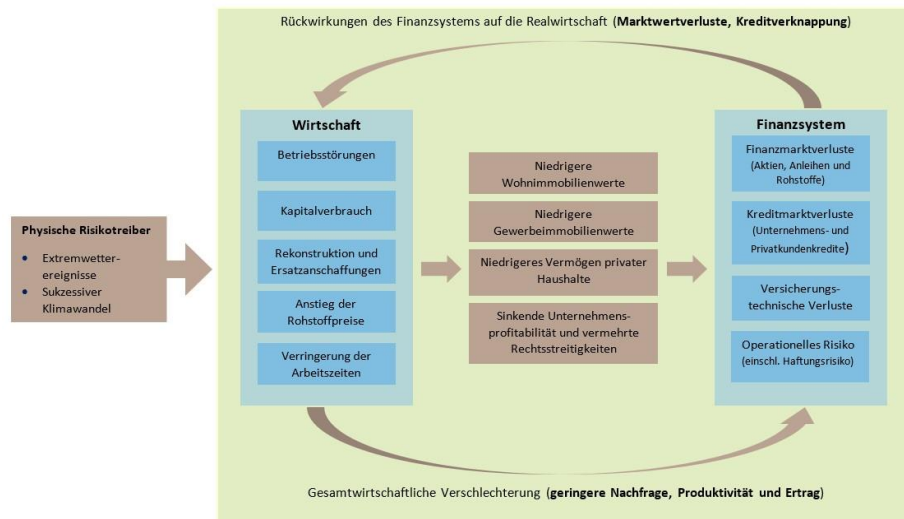 Rückwirkungen des Finanzsystems auf die Realwirtschaft (Marktwertverluste, Kreditverknappung)
Physische Risikotreiber
• Extremwetter-
ereignisse
• Sukzessiver
Klimawandel
Wirtschaft
Betriebsstörungen
Kapitalverbrauch
Rekonstruktion und
Ersatzanschaffungen
Anstieg der
Rohstoffpreise
Verringerung der
Arbeitszeiten
Niedrigere
Wohnimmobilienwerte
Niedrigere
Gewerbeimmobilienwerte
Niedrigeres Vermögen privater
Haushalte
Sinkende Unternehmens-
profitabilität und vermehrte
Rechtsstreitigkeiten
Finanzsystem
Finanzmarktverluste
(Aktien, Anleihen und
Rohstoffe)
Kreditmarktverluste
(Unternehmens- und
Privatkundenkredite)
Versicherungs-
technische Verluste
Operationelles Risiko
(einschl. Haftungsrisiko)
Gesamtwirtschaftliche Verschlechterung (geringere Nachfrage, Produktivität und Ertrag)